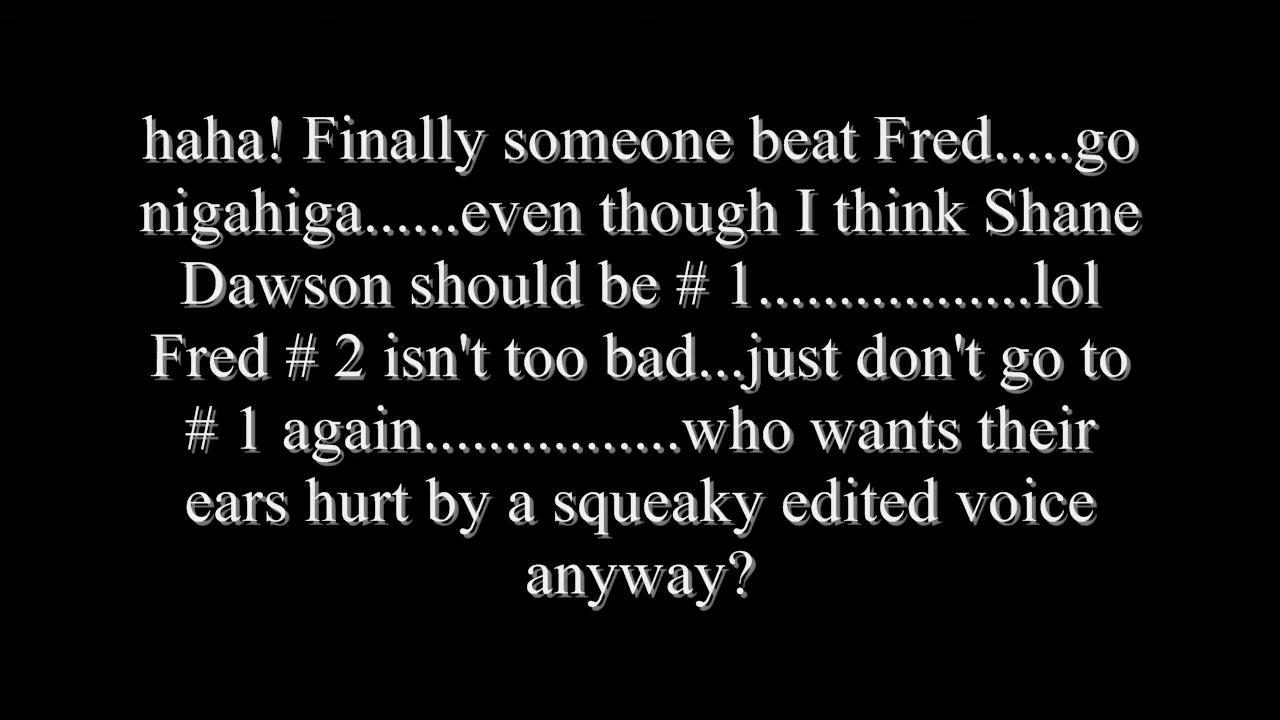 haha! Finally someone beat Fred.....go
nigahiga......even though I think Shane
Dawson should be # 1.................lol
Fred # 2 isn't too bad...just don't go to
# 1 again................who wants their
ears hurt by a squeaky edited voice
anyway?